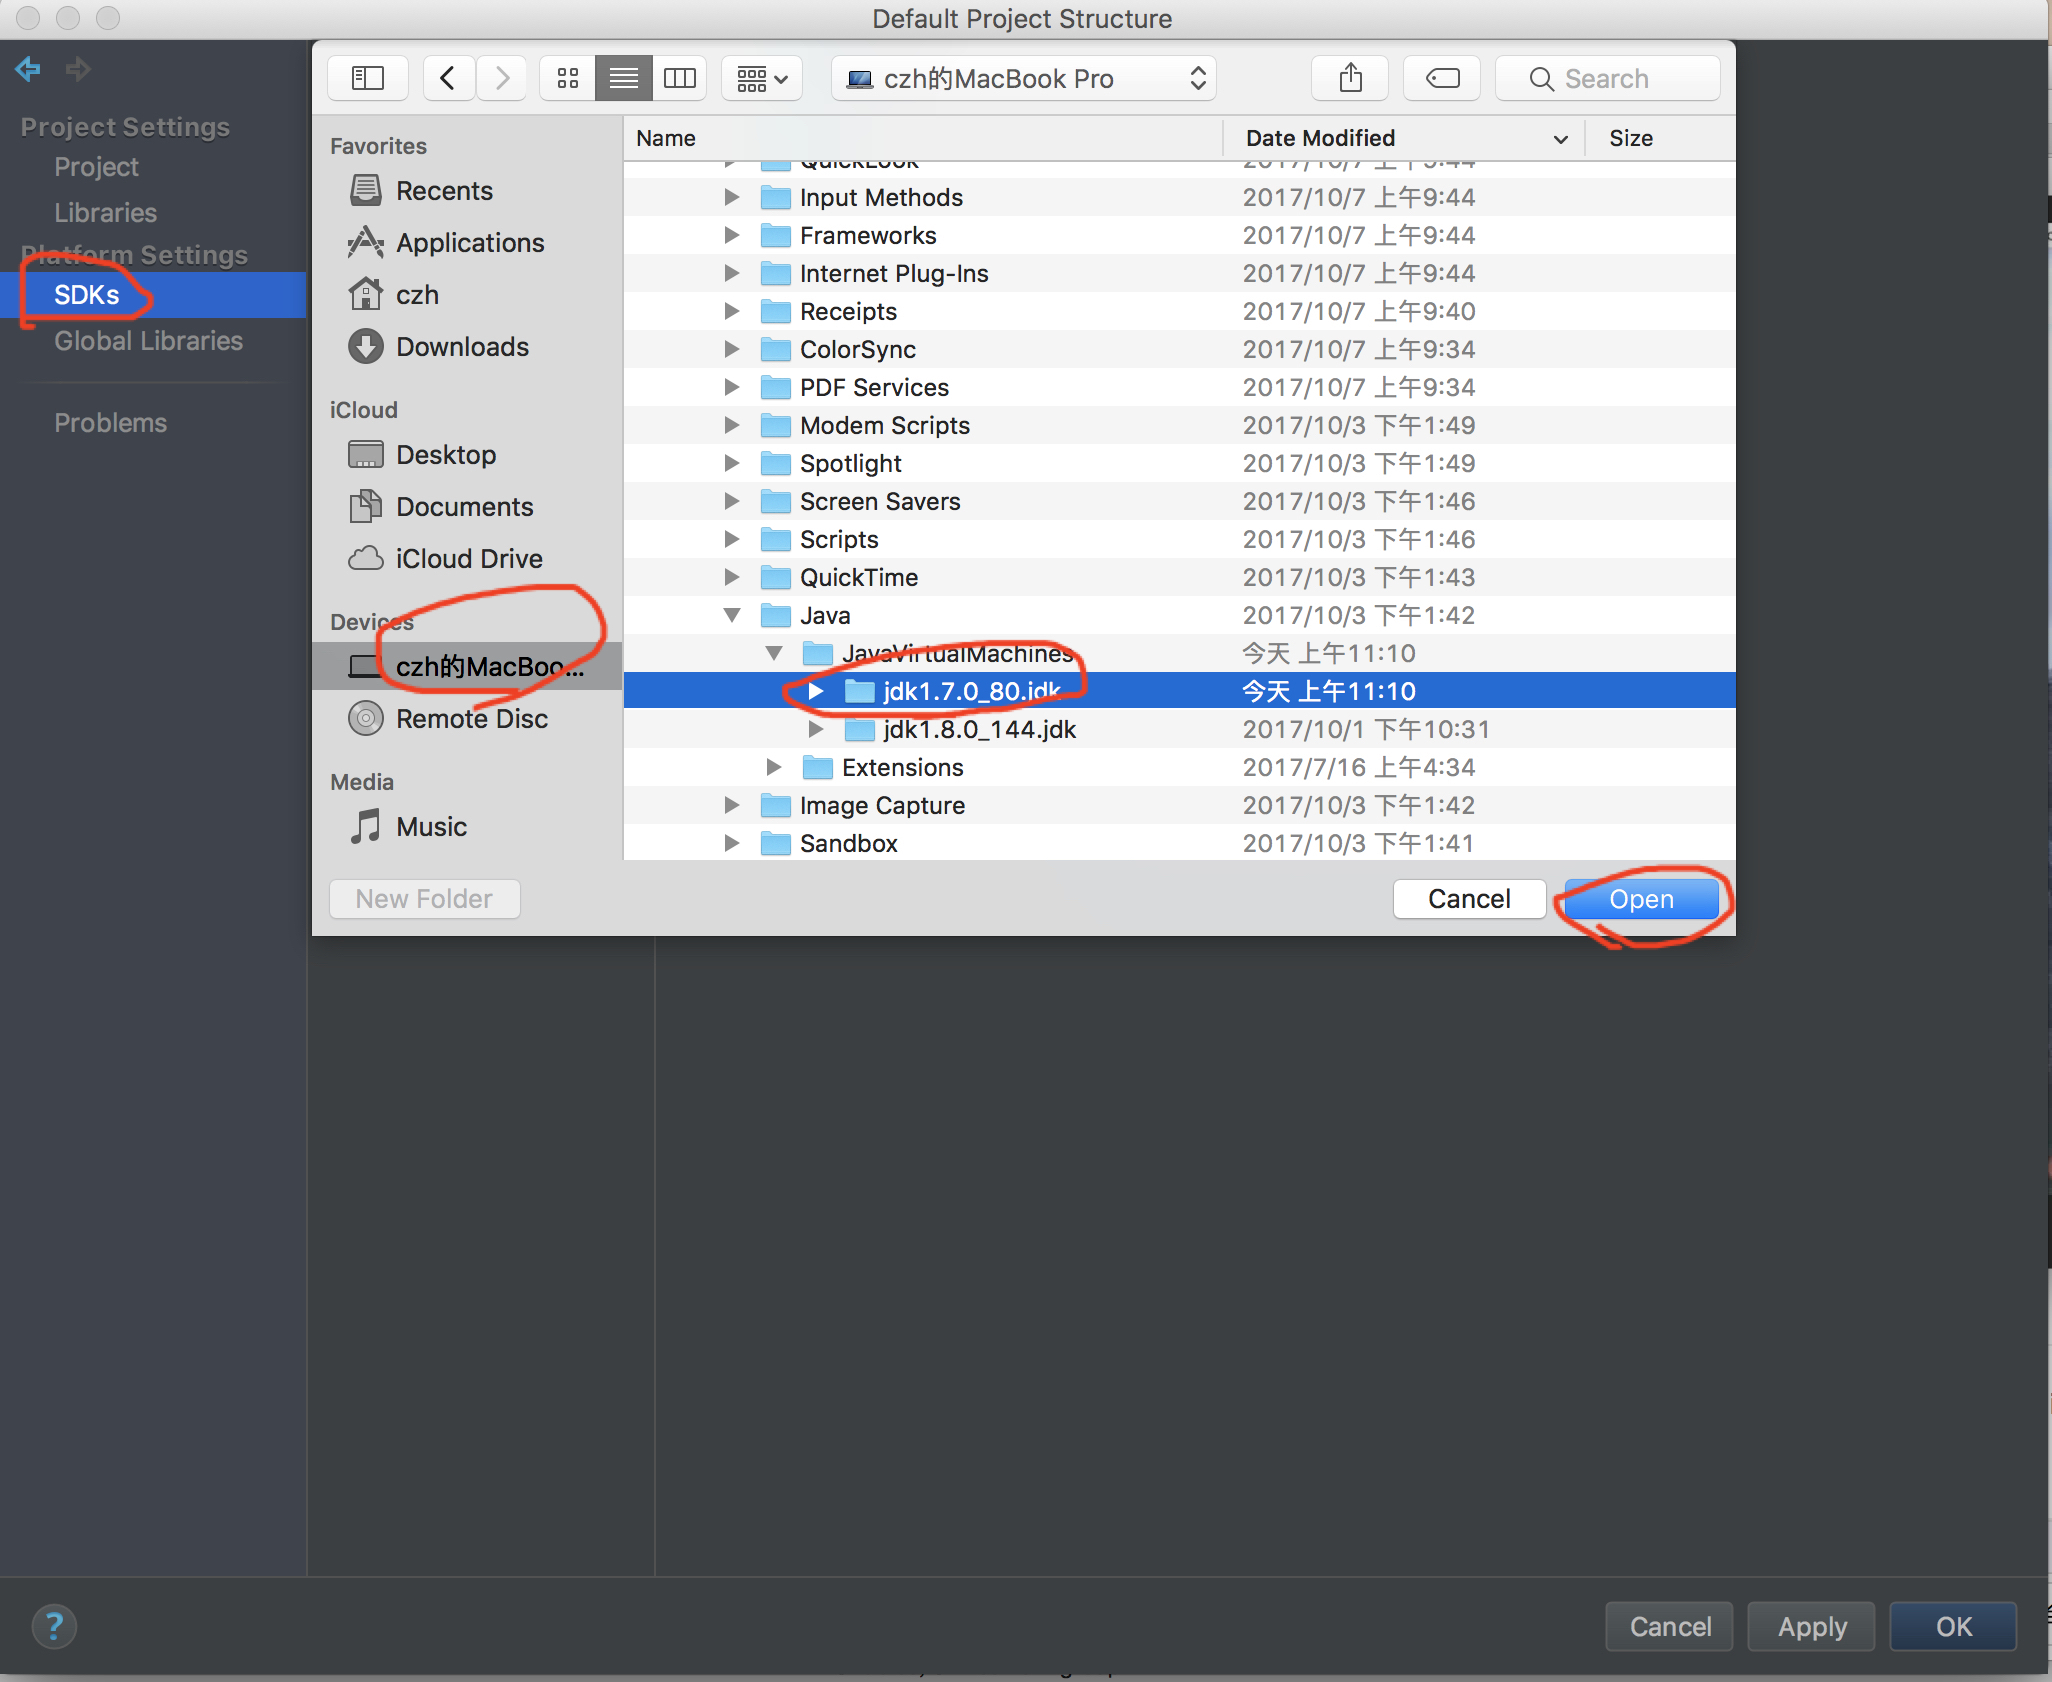 Default Project Structure
Project Settings
Project
Libraries
Platform Settings
SDKs
Global Libraries
Problems
czh的MacBook Pro
Search
Favorites
Recents
Applications
czh
Downloads
iCloud
Desktop
Documents
iCloud Drive
Devices
czh的MacBoo...
Remote Disc
Media
Music
Name Date Modified Size
QuickLook 2017/10/7 上午9:44
Input Methods 2017/10/7 上午9:44
Frameworks 2017/10/7 上午9:44
Internet Plug-Ins 2017/10/7 上午9:44
Receipts 2017/10/7 上午9:40
ColorSync 2017/10/7 上午9:34
PDF Services 2017/10/7 上午9:34
Modem Scripts 2017/10/3 下午1:49
Spotlight 2017/10/3 下午1:49
Screen Savers 2017/10/3 下午1:46
Scripts 2017/10/3 下午1:46
QuickTime 2017/10/3 下午1:43
Java 2017/10/3 下午1:42
JavaVirtualMachines 今天 上午11:10
jdk1.7.0_80.jdk 今天 上午11:10
jdk1.8.0_144.jdk 2017/10/1 下午10:31
Extensions 2017/7/16 上午4:34
Image Capture 2017/10/3 下午1:42
Sandbox 2017/10/3 下午1:41
New Folder Cancel Open
? Cancel Apply OK